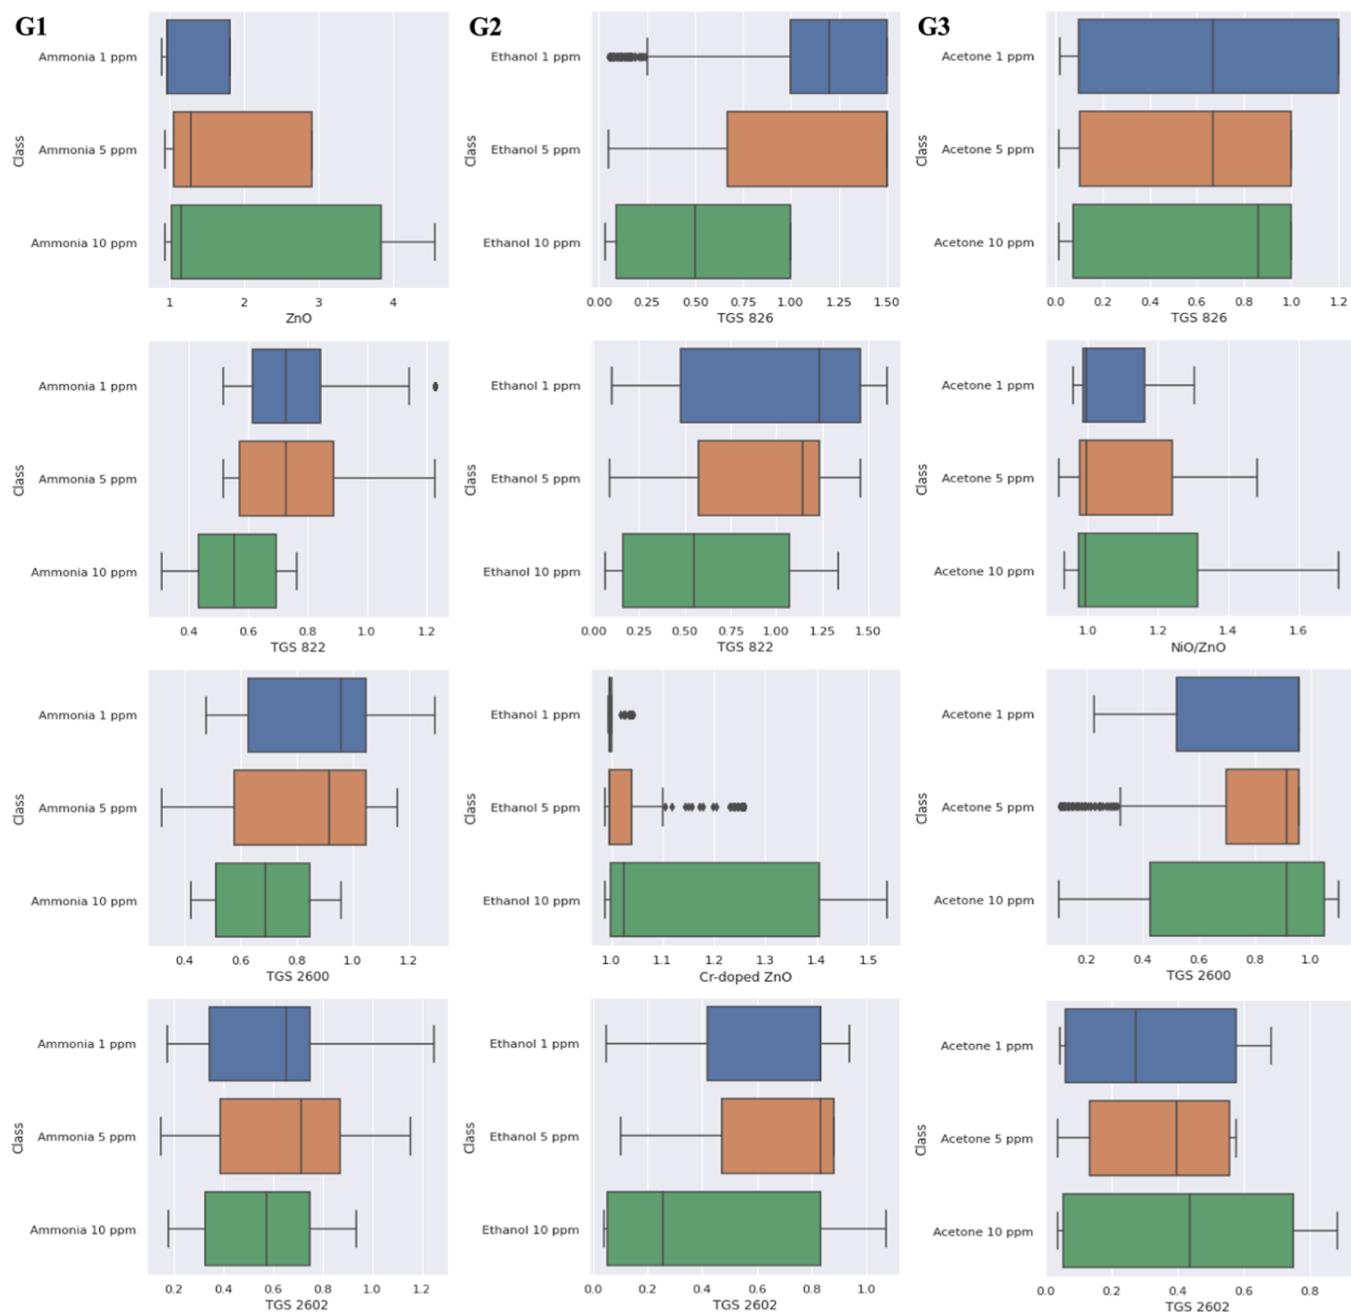 G1
Class
Ammonia 1 ppm
Ammonia 5 ppm
Ammonia 10 ppm
1 2 3 4
ZnO
G2
Class
Ethanol 1 ppm
Ethanol 5 ppm
Ethanol 10 ppm
0.00 0.25 0.50 0.75 1.00 1.25 1.50
TGS 826
G3
Class
Acetone 1 ppm
Acetone 5 ppm
Acetone 10 ppm
0.0 0.2 0.4 0.6 0.8 1.0 1.2
TGS 826
Class
Ammonia 1 ppm
Ammonia 5 ppm
Ammonia 10 ppm
0.4 0.6 0.8 1.0 1.2
TGS 822
Class
Ethanol 1 ppm
Ethanol 5 ppm
Ethanol 10 ppm
0.00 0.25 0.50 0.75 1.00 1.25 1.50
TGS 822
Class
Acetone 1 ppm
Acetone 5 ppm
Acetone 10 ppm
1.0 1.2 1.4 1.6
NiO/ZnO
Class
Ammonia 1 ppm
Ammonia 5 ppm
Ammonia 10 ppm
0.4 0.6 0.8 1.0 1.2
TGS 2600
Class
Ethanol 1 ppm
Ethanol 5 ppm
Ethanol 10 ppm
1.0 1.1 1.2 1.3 1.4 1.5
Cr-doped ZnO
Class
Acetone 1 ppm
Acetone 5 ppm
Acetone 10 ppm
0.2 0.4 0.6 0.8 1.0
TGS 2600
Class
Ammonia 1 ppm
Ammonia 5 ppm
Ammonia 10 ppm
0.2 0.4 0.6 0.8 1.0 1.2
TGS 2602
Class
Ethanol 1 ppm
Ethanol 5 ppm
Ethanol 10 ppm
0.0 0.2 0.4 0.6 0.8 1.0
TGS 2602
Class
Acetone 1 ppm
Acetone 5 ppm
Acetone 10 ppm
0.0 0.2 0.4 0.6 0.8
TGS 2602